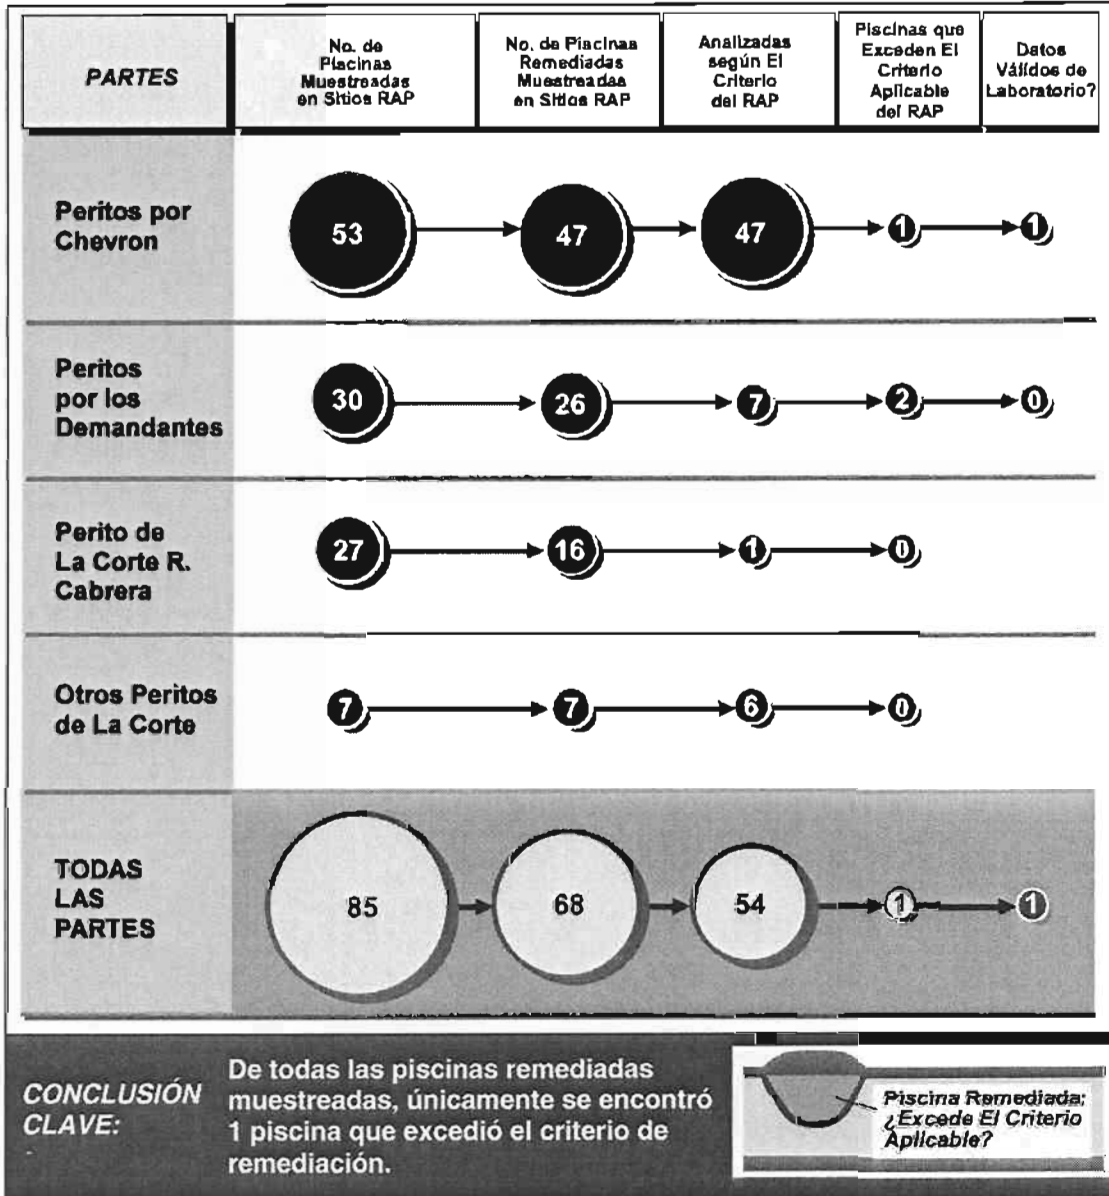 PARTES
No. de
Piscinas
Muestreadas
en Sitios RAP
No. de Piscinas
Remediadas
Muestreadas
en Sitios RAP
Analizadas
según El
Criterio
del RAP
Piscinas que
Exceden El
Criterio
Aplicable
del RAP
Datos
Válidos de
Laboratorio?
Peritos por
Chevron
53
47
47
1
1
Peritos
por los
Demandantes
30
26
7
2
0
Perito de
La Corte R.
Cabrera
27
16
1
0
Otros Peritos
de La Corte
7
7
6
0
TODAS
LAS
PARTES
85
68
54
1
1
CONCLUSIÓN
CLAVE:
De todas las piscinas remediadas
muestreadas, únicamente se encontró
1 piscina que excedió el criterio de
remediación.
Piscina Remediada:
¿Excede El Criterio
Aplicable?